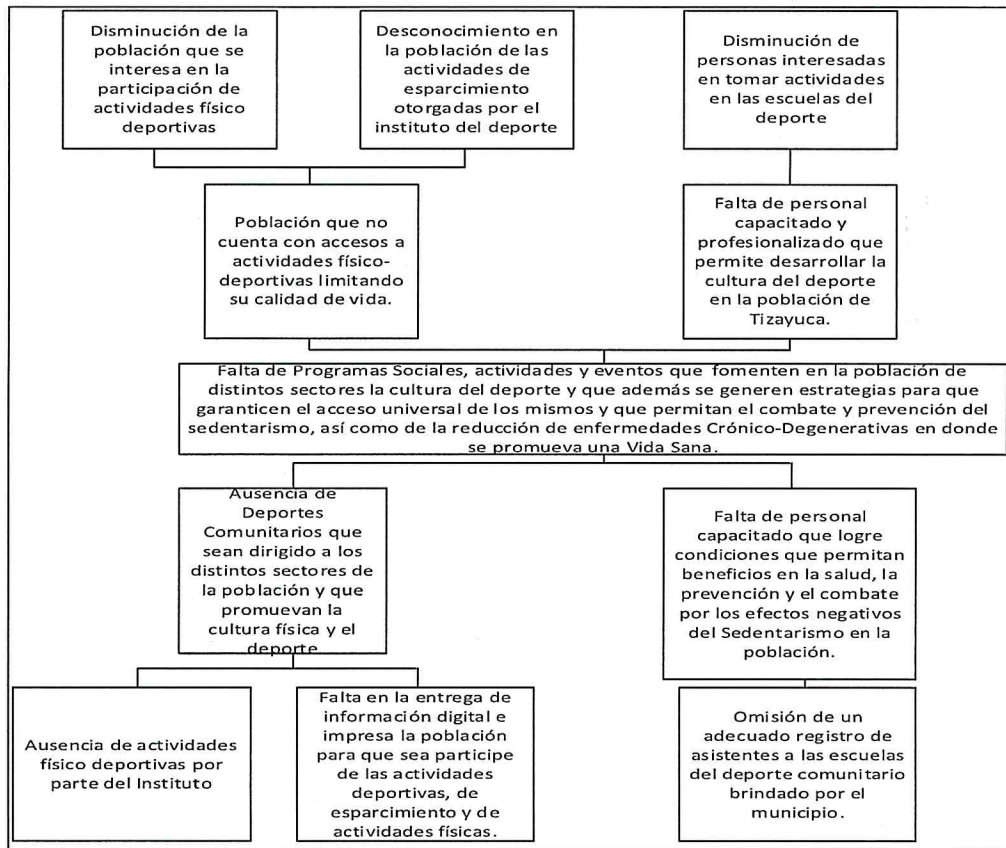 Disminución de
la población que se
interesa en la
participación de
actividades físico
deportivas
Desconocimiento en
la población de las
actividades de
esparcimiento
otorgadas por el
instituto del deporte
Disminución de
personas interesadas
en tomar actividades
en las escuelas del
deporte
Población que no
cuenta con accesos a
actividades físico-
deportivas limitando
su calidad de vida.
Falta de personal
capacitado y
profesionalizado que
permite desarrollar la
cultura del deporte
en la población de
Tizayuca.
Falta de Programas Sociales, actividades y eventos que fomenten en la población de
distintos sectores la cultura del deporte y que además se generen estrategias para que
garanticen el acceso universal de los mismos y que permitan el combate y prevención del
sedentarismo, así como de la reducción de enfermedades Crónico-Degenerativas en donde
se promueva una Vida Sana.
Ausencia de
Deportes
Comunitarios que
sean dirigido a los
distintos sectores de
la población y que
promuevan la
cultura física y el
deporte
Falta de personal
capacitado que logre
condiciones que permitan
beneficios en la salud, la
prevención y el combate
por los efectos negativos
del Sedentarismo en la
población.
Ausencia de actividades
físico deportivas por
parte del Instituto
Falta en la entrega de
información digital e
impresa la población
para que sea participe
de las actividades
deportivas, de
esparcimiento y de
actividades físicas.
Omisión de un
adecuado registro de
asistentes a las escuelas
del deporte comunitario
brindado por el
municipio.